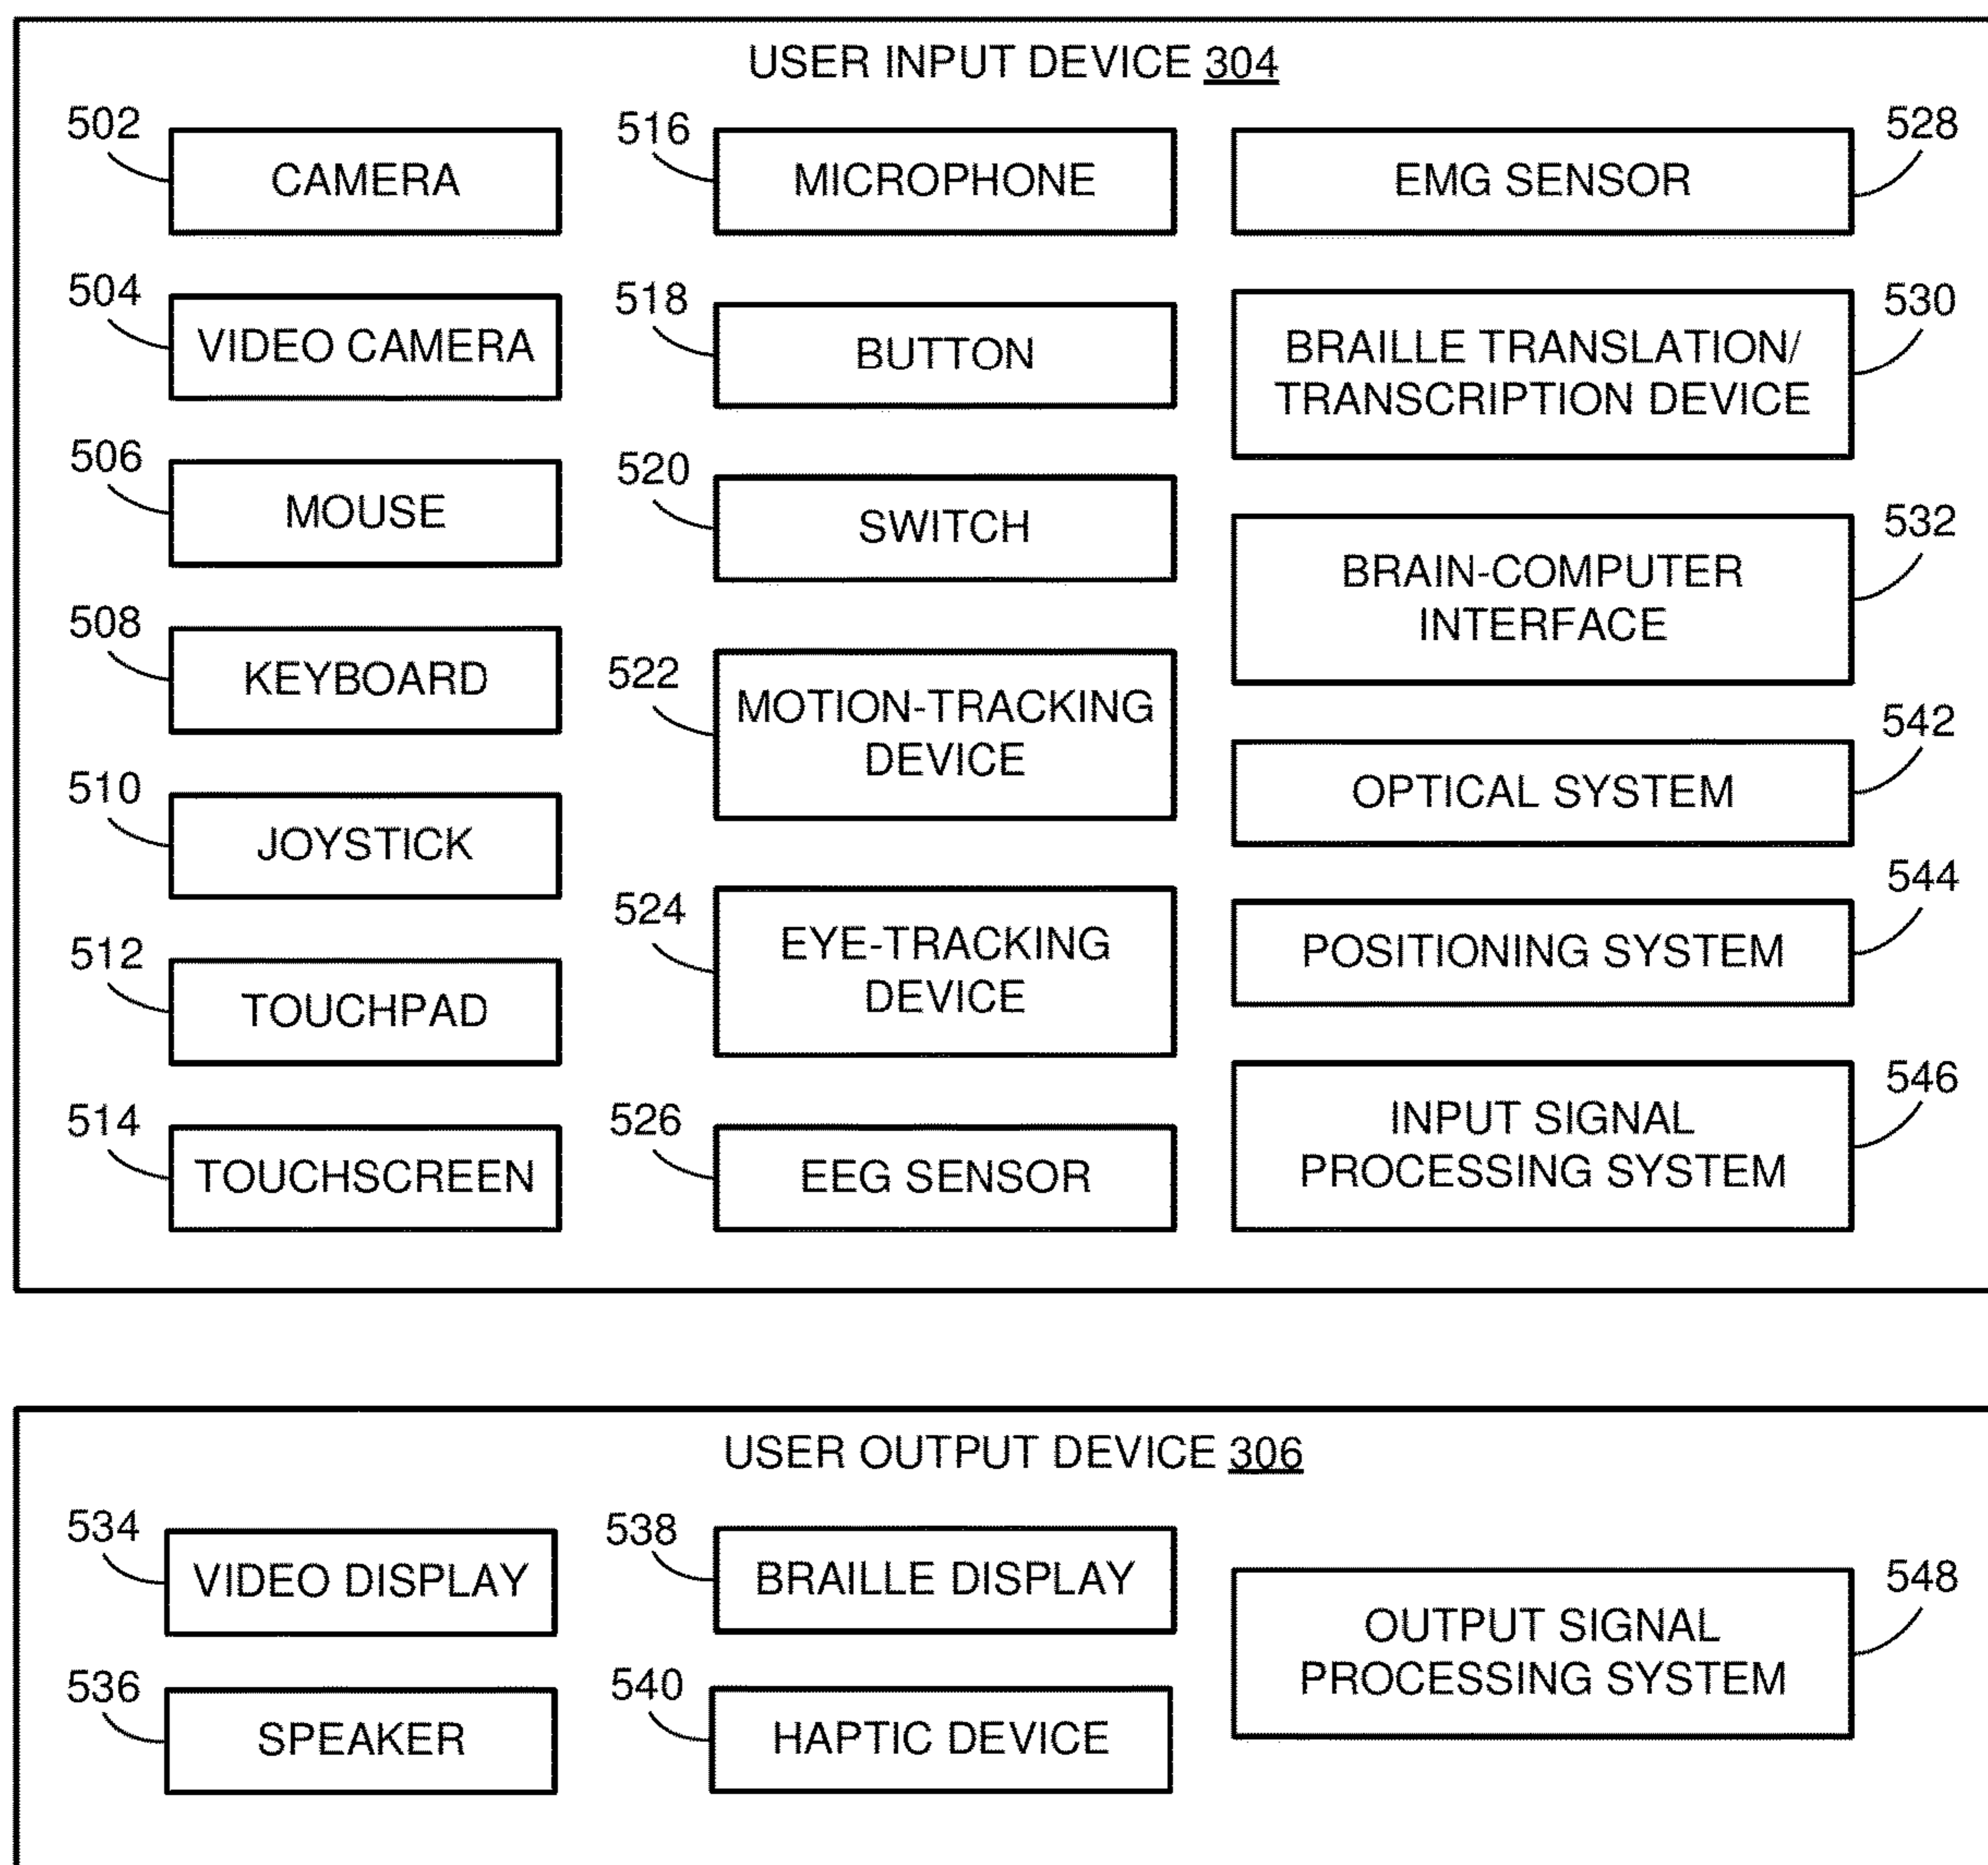 USER INPUT DEVICE 304
502
CAMERA
504
VIDEO CAMERA
506
MOUSE
508
KEYBOARD
510
JOYSTICK
512
TOUCHPAD
514
TOUCHSCREEN
516
MICROPHONE
518
BUTTON
520
SWITCH
522
MOTION-TRACKING
DEVICE
524
EYE-TRACKING
DEVICE
526
EEG SENSOR
528
EMG SENSOR
530
BRAILLE TRANSLATION/
TRANSCRIPTION DEVICE
532
BRAIN-COMPUTER
INTERFACE
542
OPTICAL SYSTEM
544
POSITIONING SYSTEM
546
INPUT SIGNAL
PROCESSING SYSTEM
USER OUTPUT DEVICE 306
534
VIDEO DISPLAY
536
SPEAKER
538
BRAILLE DISPLAY
540
HAPTIC DEVICE
548
OUTPUT SIGNAL
PROCESSING SYSTEM